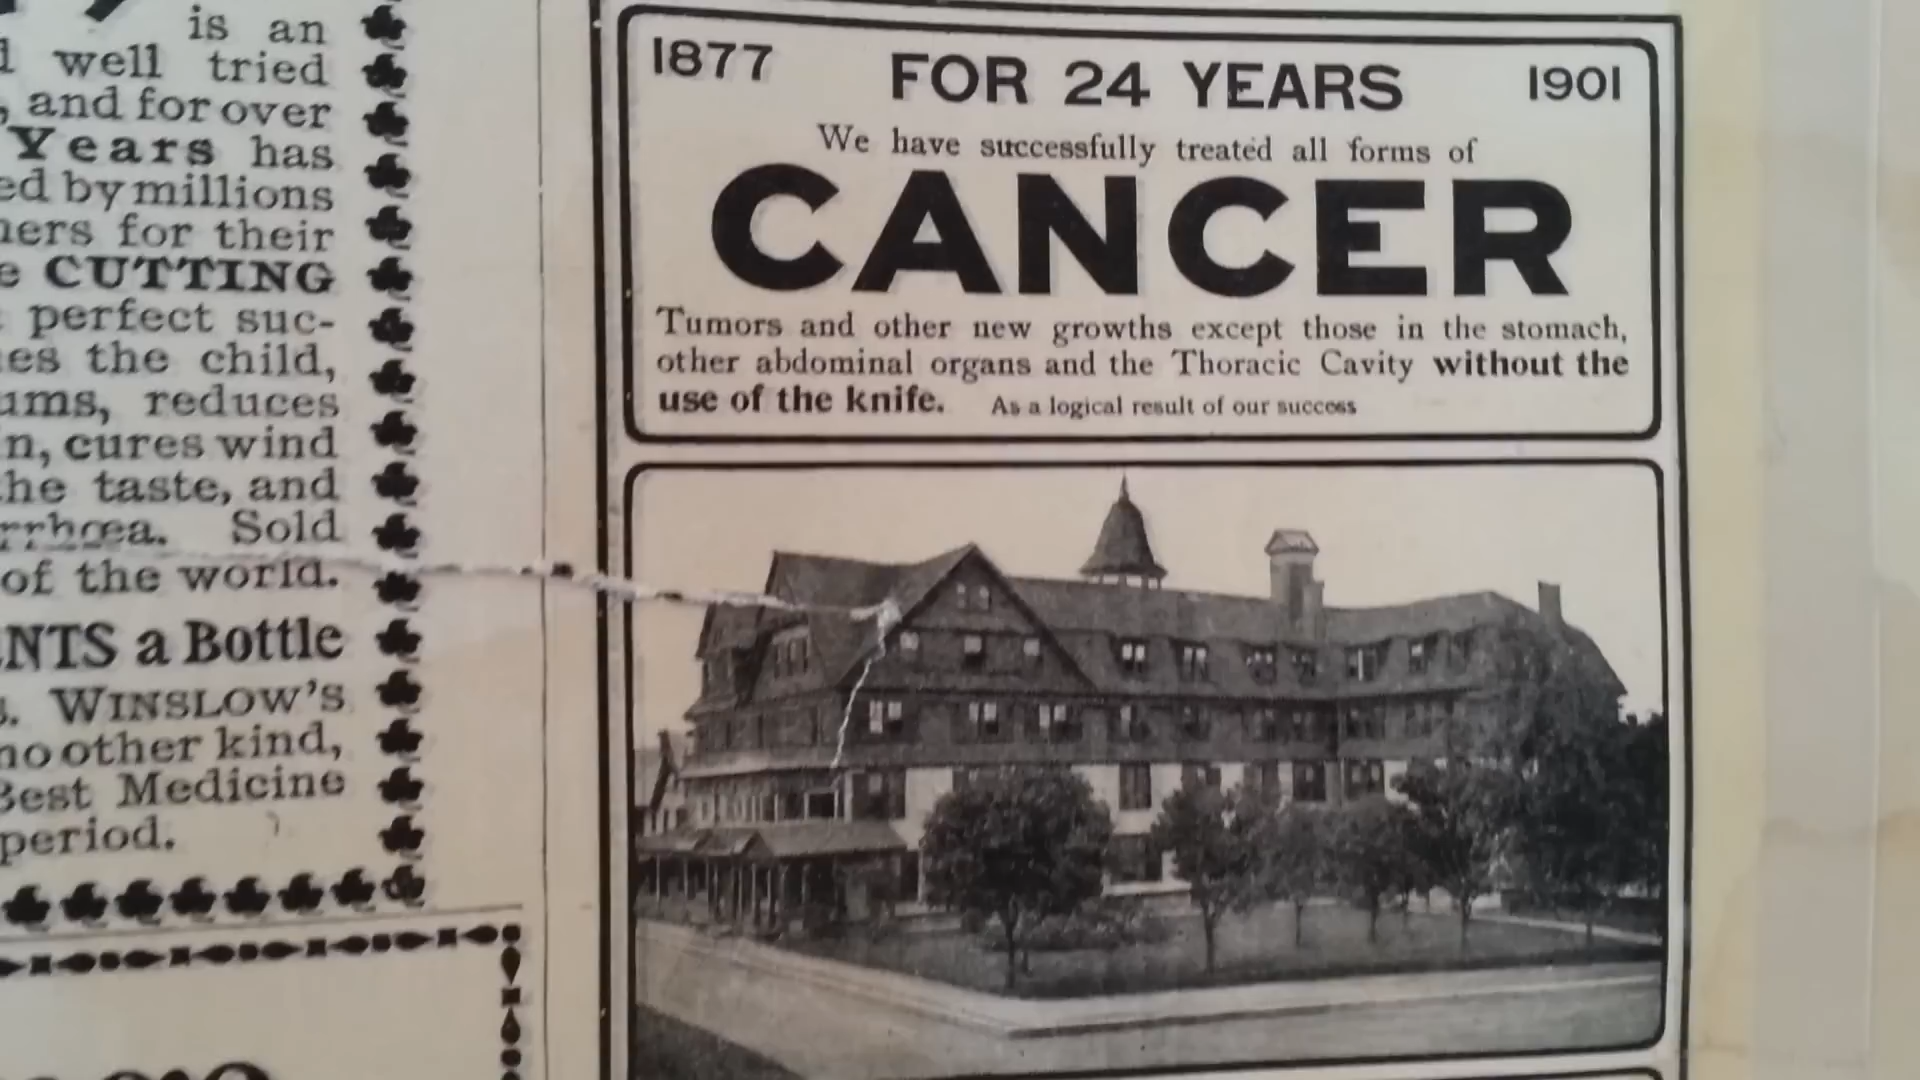 is an
well tried
, and for over
Years has
ed by millions
for their
e CUTTING
perfect suc-
es the child,
ums, reduces
n, cures wind
he taste, and
rrhœa. Sold
of the world.
NTS a Bottle
s. WINSLOW'S
no other kind,
Best Medicine
period.
1877 FOR 24 YEARS 1901
We have successfully treated all forms of
CANCER
Tumors and other new growths except those in the stomach,
other abdominal organs and the Thoracic Cavity without the
use of the knife. As a logical result of our success